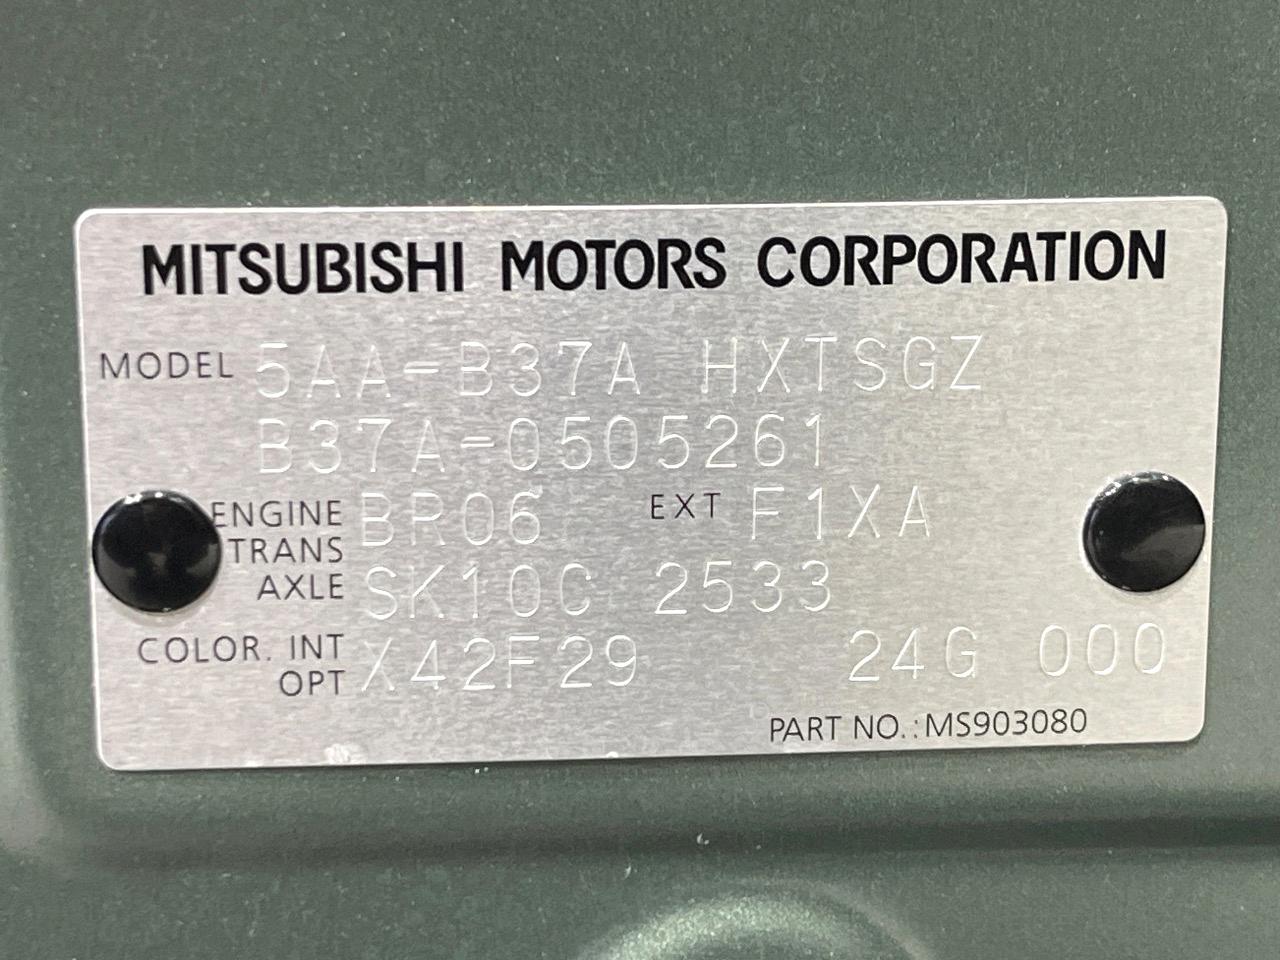 MITSUBISHI MOTORS CORPORATION
MODEL 5AA-B37A HXTSGZ
B37A-0505261
ENGINE BR06 EXT F1XA
TRANS
AXLE SK10C 2533
COLOR. INT
OPT X42F29 24G 000
PART NO.:MS903080